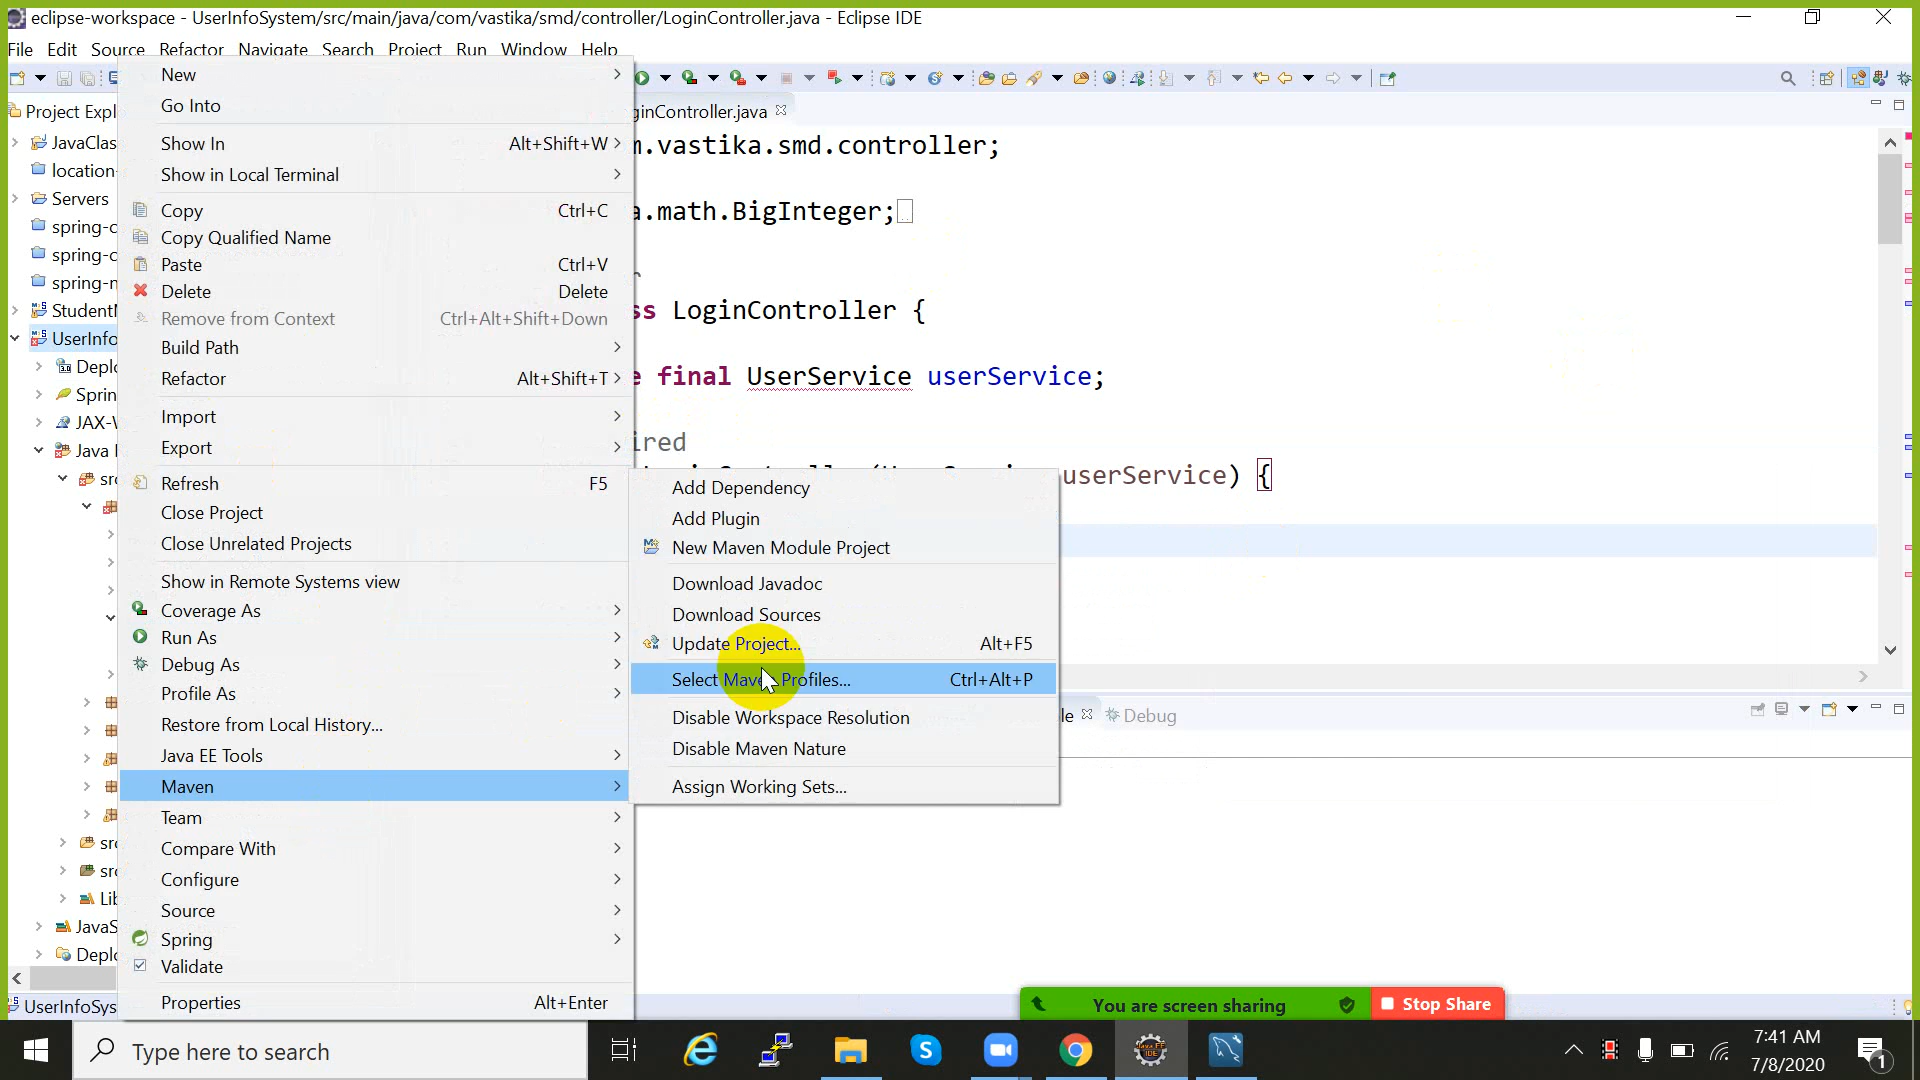 eclipse-workspace - UserInfoSystem/src/main/java/com/vastika/smd/controller/LoginController.java - Eclipse IDE
File Edit Source Refactor Navigate Search Project Run Window Help
Project Expl
JavaClas
location-
Servers
spring-c
spring-c
spring-m
StudentM
UserInfo
Deplo
Sprin
JAX-W
Java
src
src
src
Lib
JavaS
Deplo
UserInfoSys
New
Go Into
Show In Alt+Shift+W
Show in Local Terminal
Copy Ctrl+C
Copy Qualified Name
Paste Ctrl+V
Delete Delete
Remove from Context Ctrl+Alt+Shift+Down
Build Path
Refactor Alt+Shift+T
Import
Export
Refresh F5
Close Project
Close Unrelated Projects
Show in Remote Systems view
Coverage As
Run As
Debug As
Profile As
Restore from Local History...
Java EE Tools
Maven
Team
Compare With
Configure
Source
Spring
Validate
Properties Alt+Enter
ginController.java
m.vastika.smd.controller;
a.math.BigInteger;
r
ss LoginController {
e final UserService userService;
ired
userService) {
Add Dependency
Add Plugin
New Maven Module Project
Download Javadoc
Download Sources
Update Project... Alt+F5
Select Maven Profiles... Ctrl+Alt+P
Disable Workspace Resolution
Disable Maven Nature
Assign Working Sets...
le Debug
You are screen sharing Stop Share
Type here to search
7:41 AM
7/8/2020
1